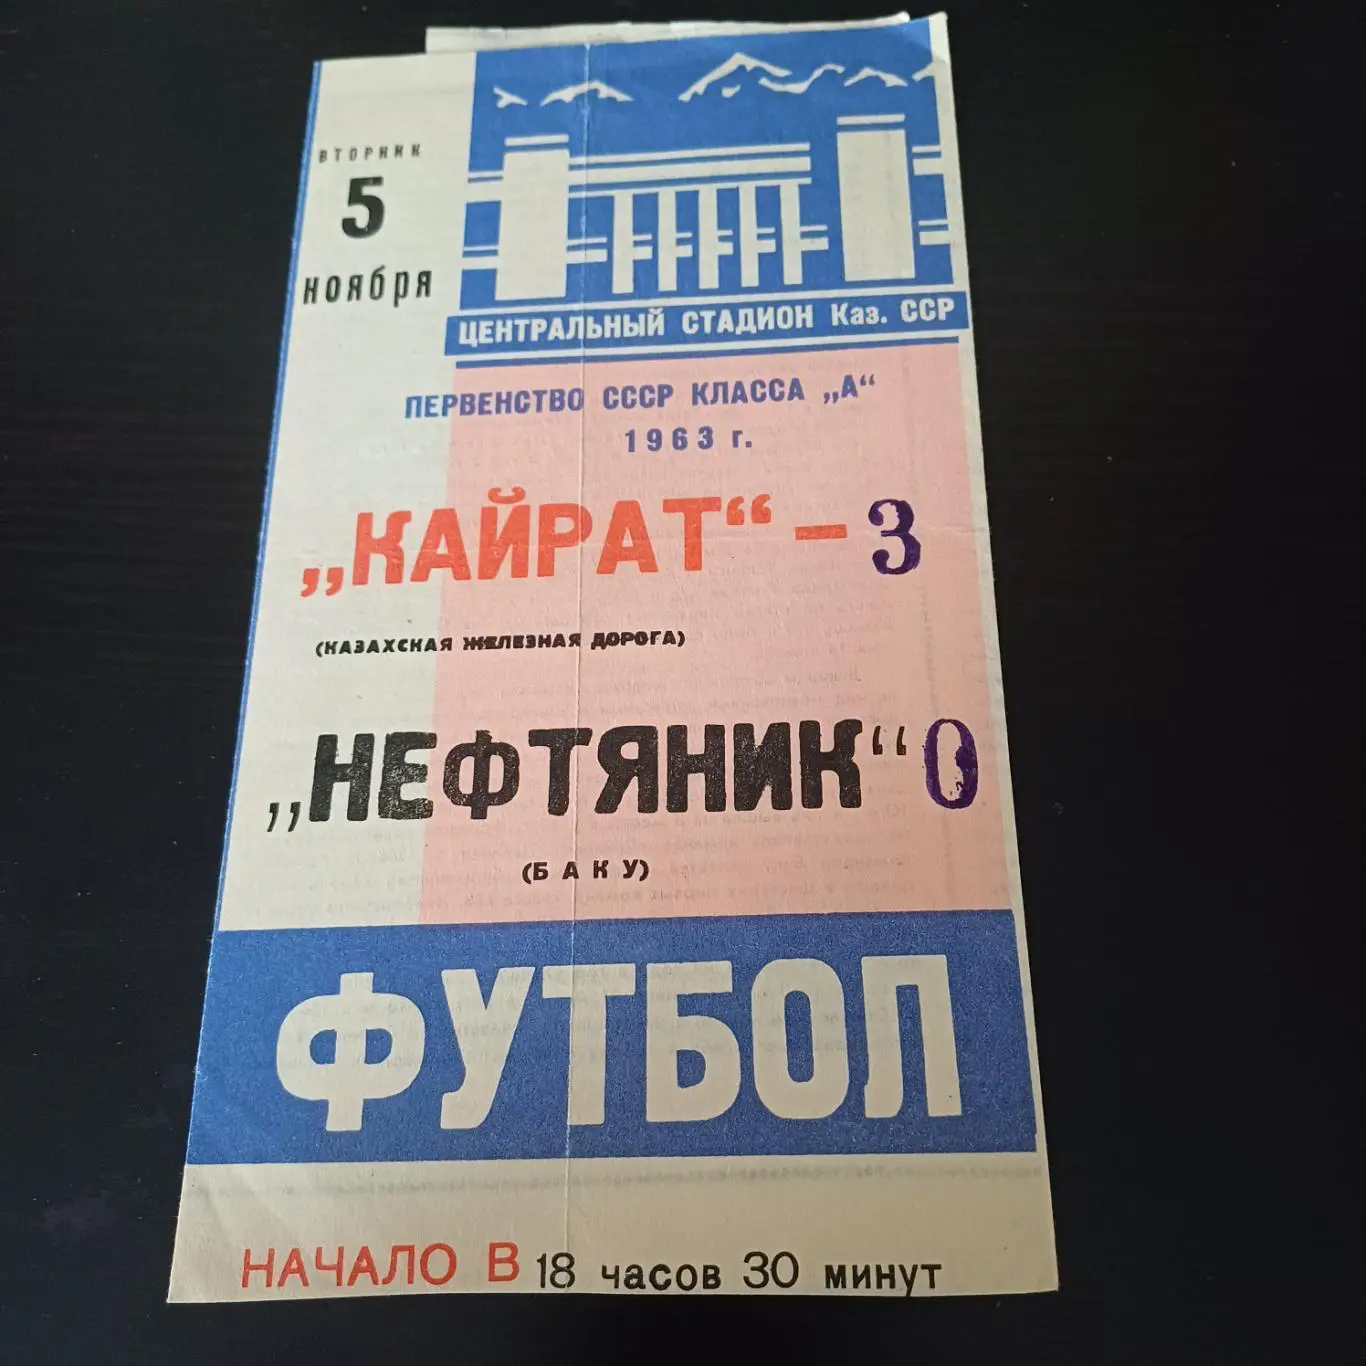 ВТОРНИК
5
НОЯБРЯ
ЦЕНТРАЛЬНЫЙ СТАДИОН Каз. ССР
ПЕРВЕНСТВО СССР КЛАССА „А“
1963 г.
„КАЙРАТ“ – 3
(КАЗАХСКАЯ ЖЕЛЕЗНАЯ ДОРОГА)
„НЕФТЯНИК“ 0
(БАКУ)
ФУТБОЛ
НАЧАЛО В 18 часов 30 минут